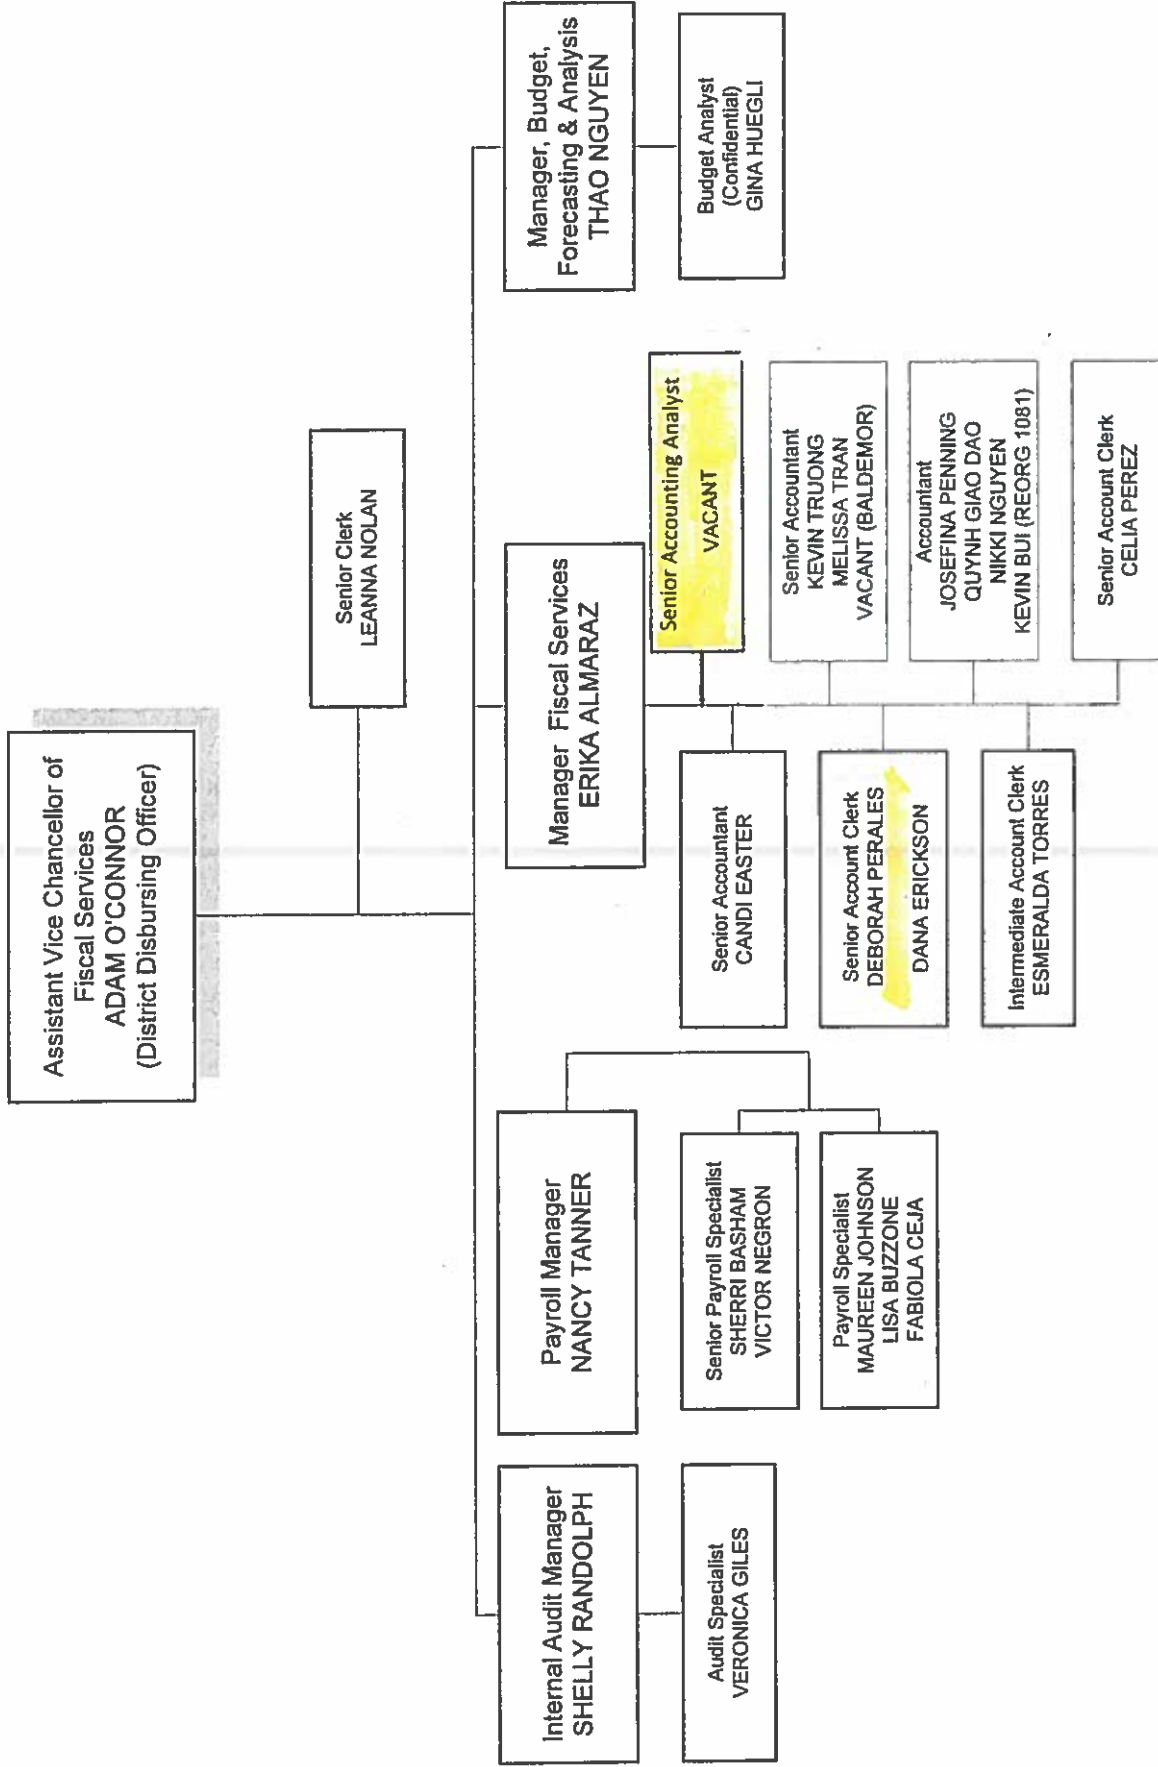 Assistant Vice Chancellor of
Fiscal Services
ADAM O'CONNOR
(District Disbursing Officer)
Senior Clerk
LEANNA NOLAN
Internal Audit Manager
SHELLY RANDOLPH
Audit Specialist
VERONICA GILES
Payroll Manager
NANCY TANNER
Senior Payroll Specialist
SHERRI BASHAM
VICTOR NEGRON
Payroll Specialist
MAUREEN JOHNSON
LISA BUZZONE
FABIOLA CEJA
Manager Fiscal Services
ERIKA ALMARAZ
Senior Accountant
CANDI EASTER
Senior Account Clerk
DEBORAH PERALES
DANA ERICKSON
Intermediate Account Clerk
ESMERALDA TORRES
Senior Accounting Analyst
VACANT
Senior Accountant
KEVIN TRUONG
MELISSA TRAN
VACANT (BALDEMOR)
Accountant
JOSEFINA PENNING
QUYNH GIAO DAO
NIKKI NGUYEN
KEVIN BUI (REORG 1081)
Senior Account Clerk
CELIA PEREZ
Manager, Budget,
Forecasting & Analysis
THAO NGUYEN
Budget Analyst
(Confidential)
GINA HUEGLI